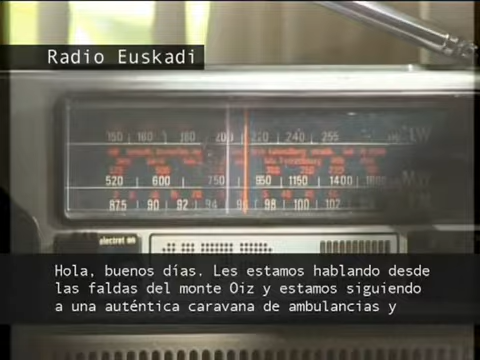 Radio Euskadi
150 160 180 200 220 240 255 LW
520 600 750 950 1150 1400
87.5 90 92 94 96 98 100 102
electret on
Hola, buenos días. Les estamos hablando desde
las faldas del monte Oiz y estamos siguiendo
a una auténtica caravana de ambulancias y